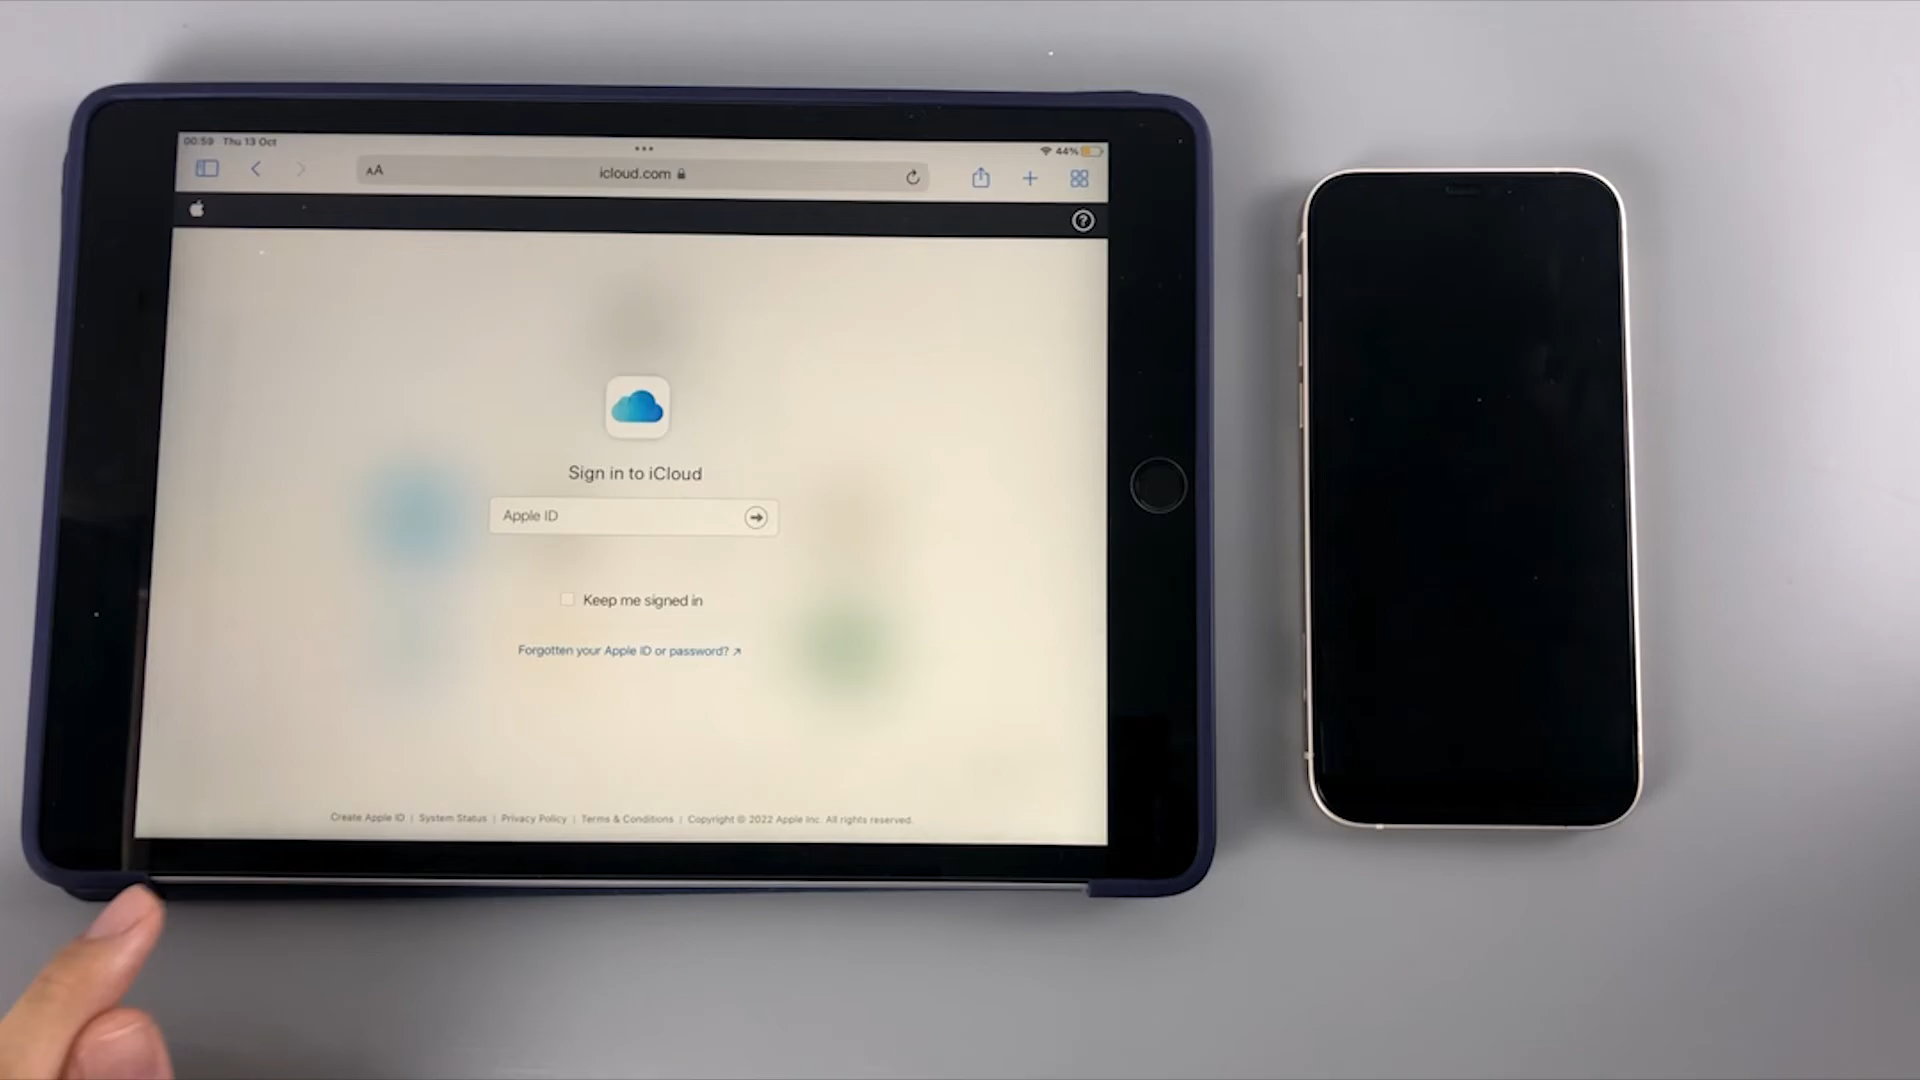 00:59 Thu 13 Oct
44%
AA
icloud.com
?
Sign in to iCloud
Apple ID
Keep me signed in
Forgotten your Apple ID or password? ↗
Create Apple ID | System Status | Privacy Policy | Terms & Conditions | Copyright © 2022 Apple Inc. All rights reserved.